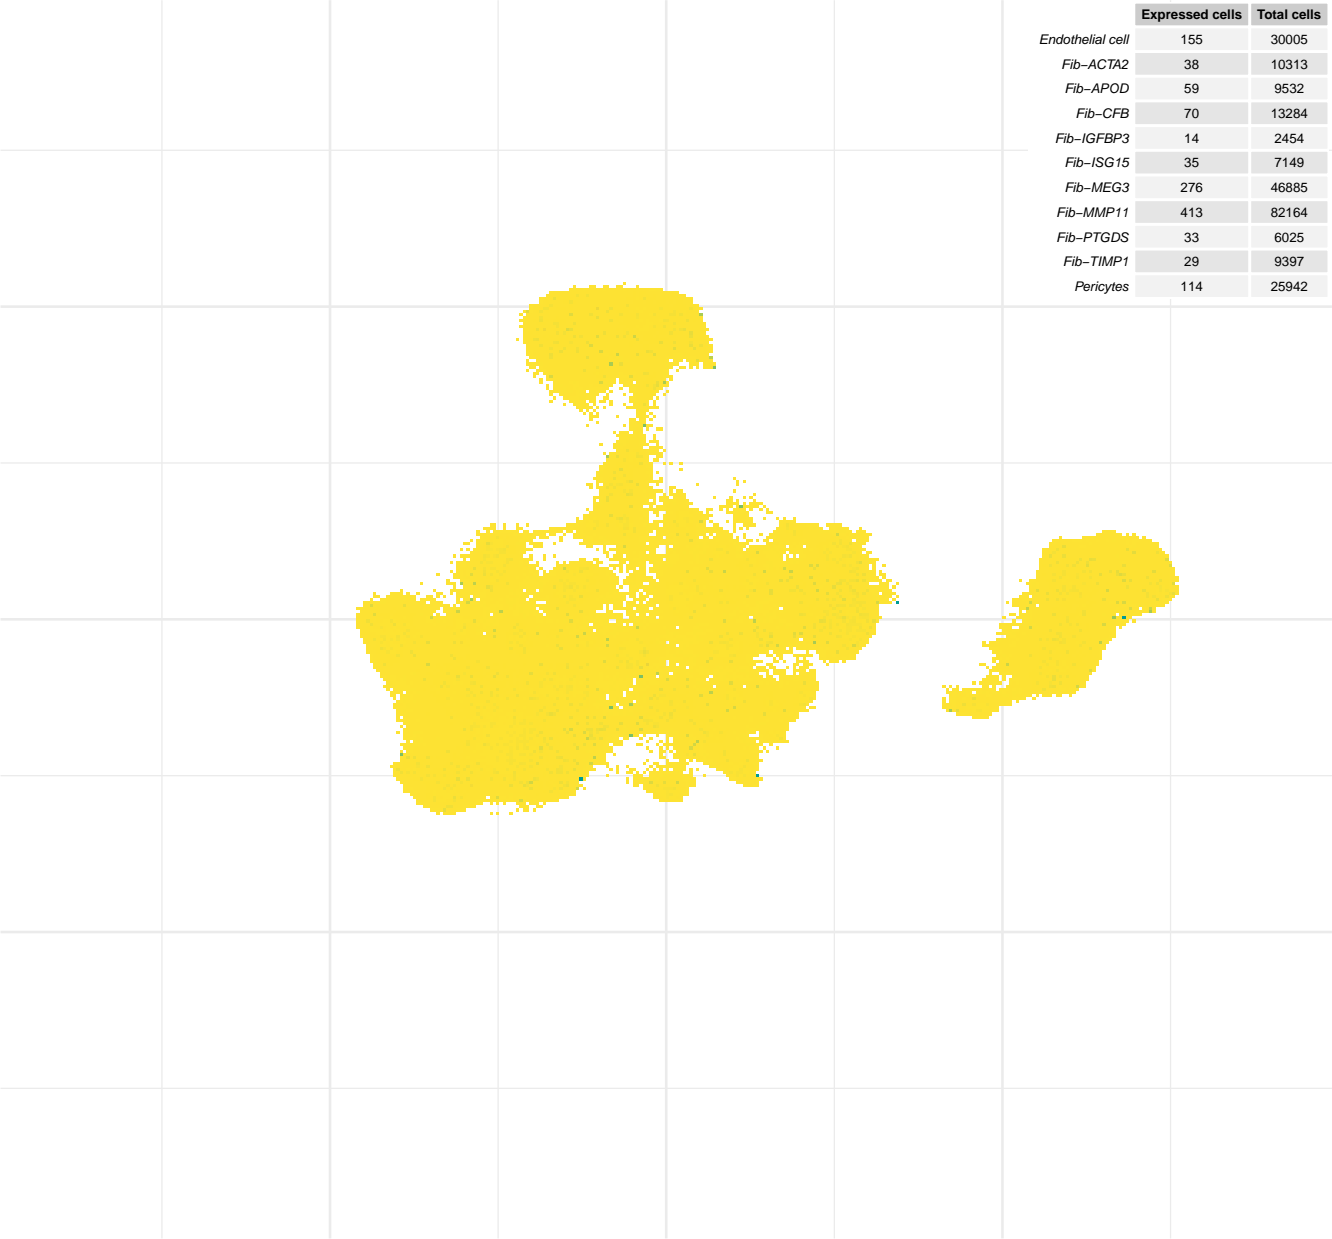 Expressed cells Total cells
Endothelial cell 155 30005
Fib−ACTA2 38 10313
Fib−APOD 59 9532
Fib−CFB 70 13284
Fib−IGFBP3 14 2454
Fib−ISG15 35 7149
Fib−MEG3 276 46885
Fib−MMP11 413 82164
Fib−PTGDS 33 6025
Fib−TIMP1 29 9397
Pericytes 114 25942